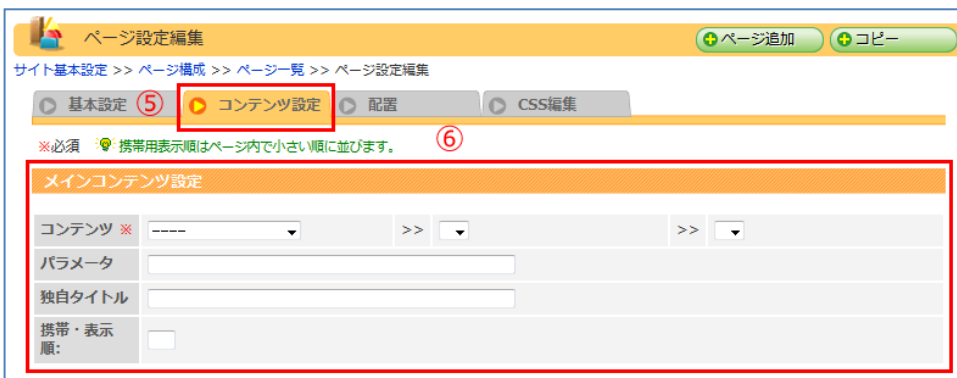 ページ設定編集
ページ追加 コピー
サイト基本設定 >> ページ構成 >> ページ一覧 >> ページ設定編集
基本設定 ⑤ コンテンツ設定 配置 CSS編集
※必須 携帯用表示順はページ内で小さい順に並びます。 ⑥
メインコンテンツ設定
コンテンツ ※ ---- >> >>
パラメータ
独自タイトル
携帯・表示
順: